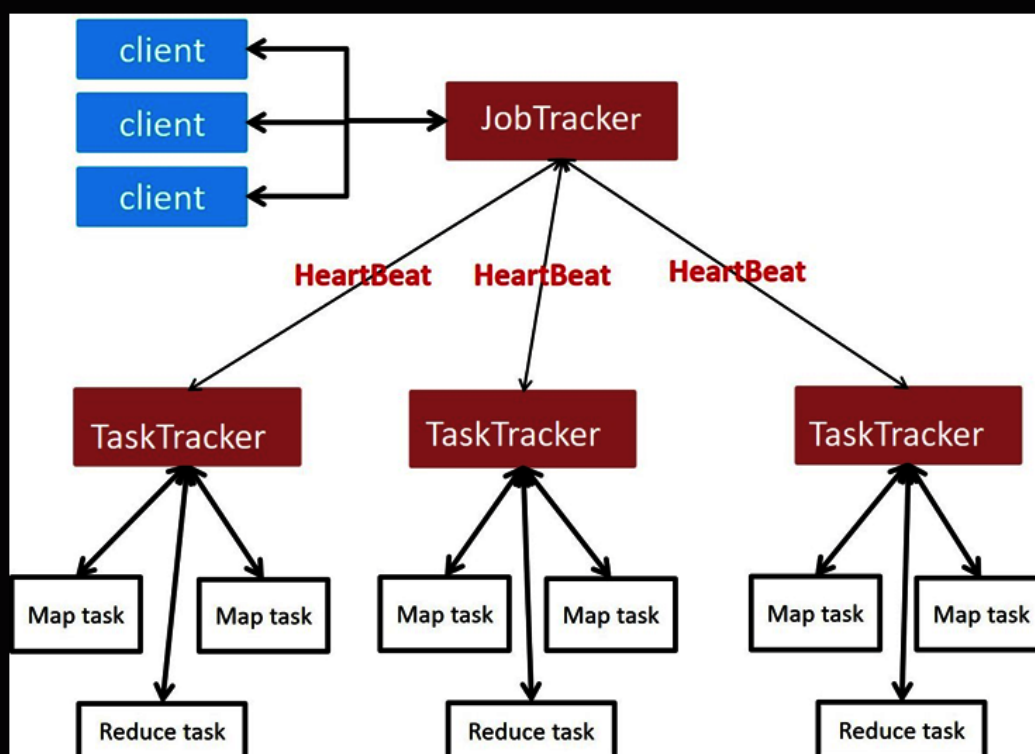 client
client
client
JobTracker
HeartBeat HeartBeat HeartBeat
TaskTracker TaskTracker TaskTracker
Map task Map task Map task Map task Map task Map task
Reduce task Reduce task Reduce task